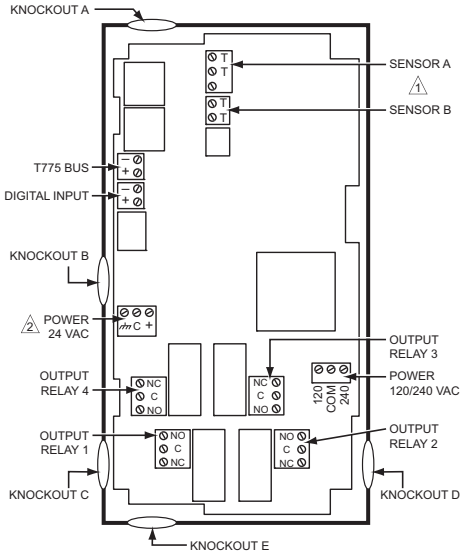 KNOCKOUT A
T
T
SENSOR A
1
T
T
SENSOR B
T775 BUS
–
+
DIGITAL INPUT
–
+
KNOCKOUT B
2
POWER
24 VAC
C +
OUTPUT
RELAY 3
OUTPUT
RELAY 4
NC
C
NO
NC
C
NO
120
COM
240
POWER
120/240 VAC
OUTPUT
RELAY 1
NO
C
NC
NO
C
NC
OUTPUT
RELAY 2
KNOCKOUT C
KNOCKOUT D
KNOCKOUT E